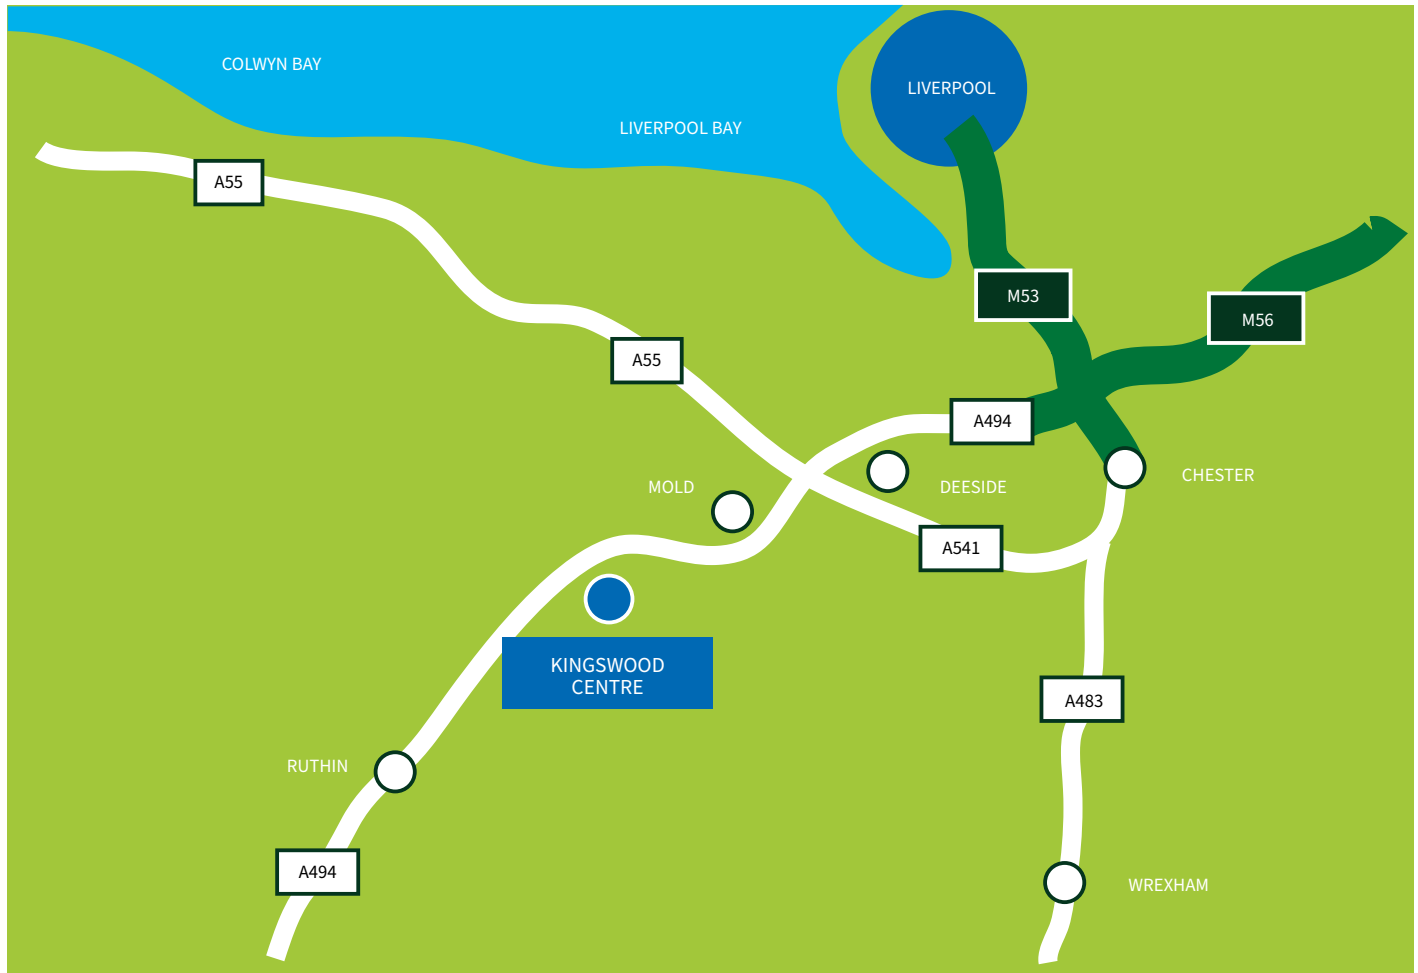 COLWYN BAY
LIVERPOOL
LIVERPOOL BAY
A55
M53
M56
A55
A494
MOLD
DEESIDE
CHESTER
A541
KINGSWOOD
CENTRE
A483
RUTHIN
A494
WREXHAM